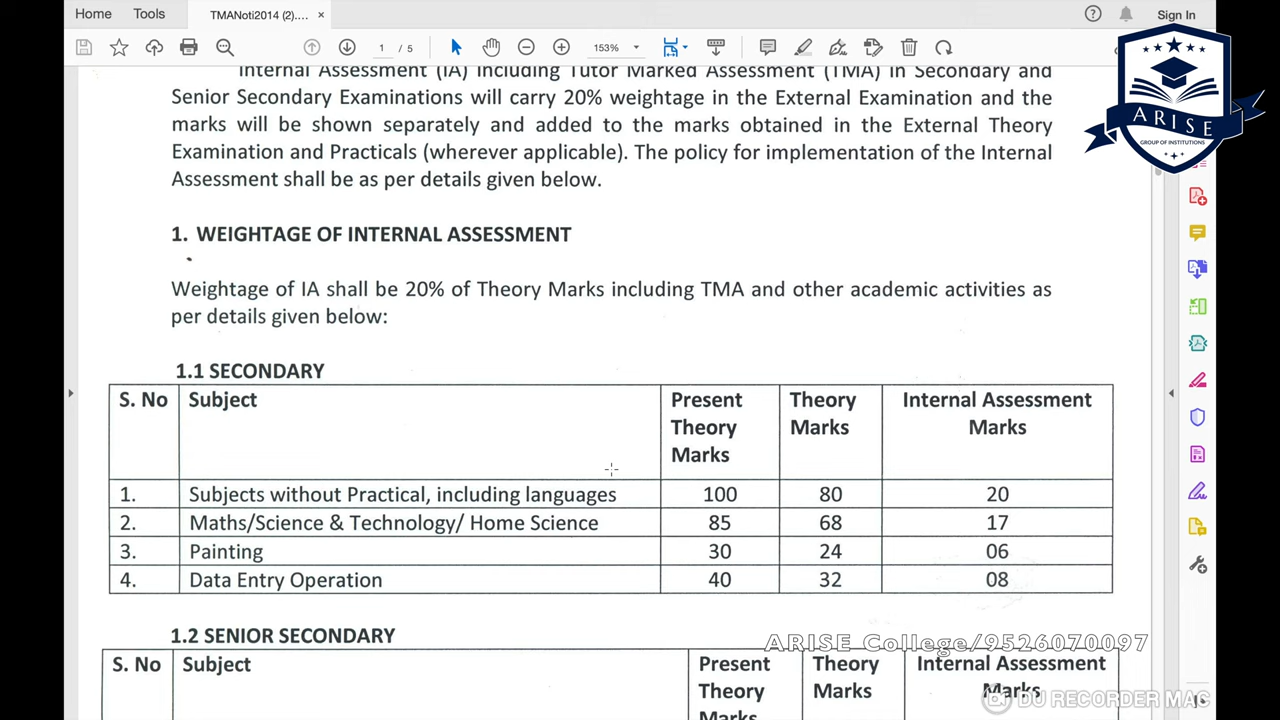 Home Tools TMANoti2014 (2).... × Sign In
1 / 5 153%
Internal Assessment (IA) Including Tutor Marked Assessment (TMA) in Secondary and
Senior Secondary Examinations will carry 20% weightage in the External Examination and the
marks will be shown separately and added to the marks obtained in the External Theory
Examination and Practicals (wherever applicable). The policy for implementation of the Internal
Assessment shall be as per details given below.
ARISE
GROUP OF INSTITUTIONS
1. WEIGHTAGE OF INTERNAL ASSESSMENT
Weightage of IA shall be 20% of Theory Marks including TMA and other academic activities as
per details given below:
1.1 SECONDARY
S. No Subject Present Theory Internal Assessment
Theory Marks Marks
Marks
1. Subjects without Practical, including languages 100 80 20
2. Maths/Science & Technology/ Home Science 85 68 17
3. Painting 30 24 06
4. Data Entry Operation 40 32 08
1.2 SENIOR SECONDARY
ARISE College/9526070097
S. No Subject Present Theory Internal Assessment
Theory Marks Marks
Marks
DU RECORDER MAC